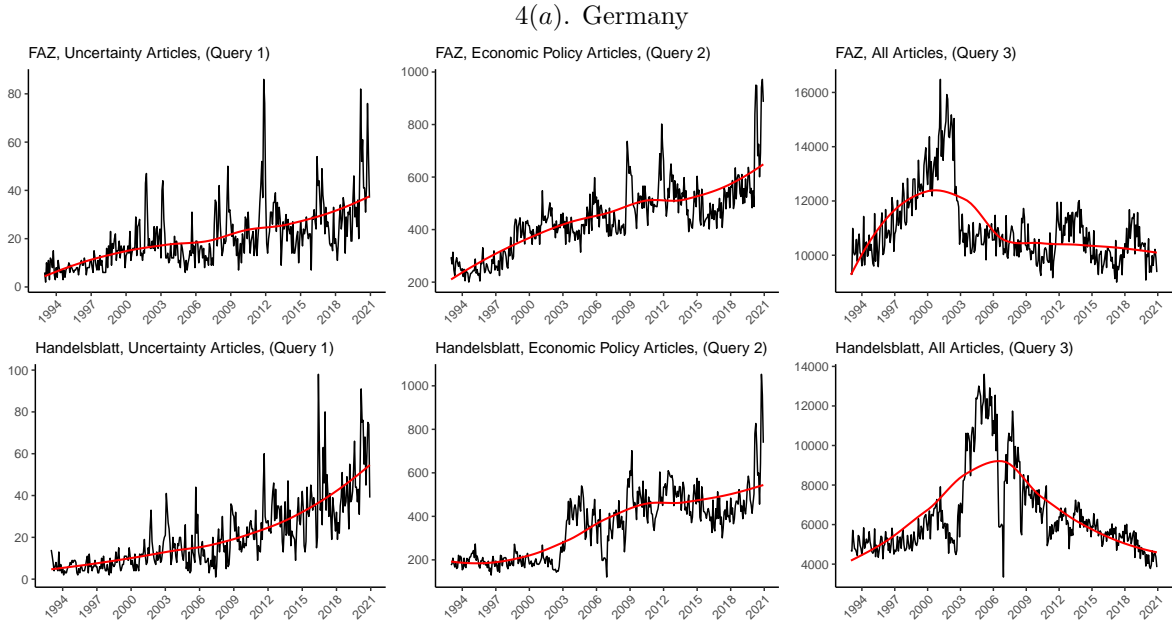 4(a). Germany
FAZ, Uncertainty Articles, (Query 1)
80
60
40
20
0
1994 1997 2000 2003 2006 2009 2012 2015 2018 2021
FAZ, Economic Policy Articles, (Query 2)
1000
800
600
400
200
1994 1997 2000 2003 2006 2009 2012 2015 2018 2021
FAZ, All Articles, (Query 3)
16000
14000
12000
10000
1994 1997 2000 2003 2006 2009 2012 2015 2018 2021
Handelsblatt, Uncertainty Articles, (Query 1)
100
80
60
40
20
0
1994 1997 2000 2003 2006 2009 2012 2015 2018 2021
Handelsblatt, Economic Policy Articles, (Query 2)
1000
800
600
400
200
1994 1997 2000 2003 2006 2009 2012 2015 2018 2021
Handelsblatt, All Articles, (Query 3)
14000
12000
10000
8000
6000
4000
1994 1997 2000 2003 2006 2009 2012 2015 2018 2021